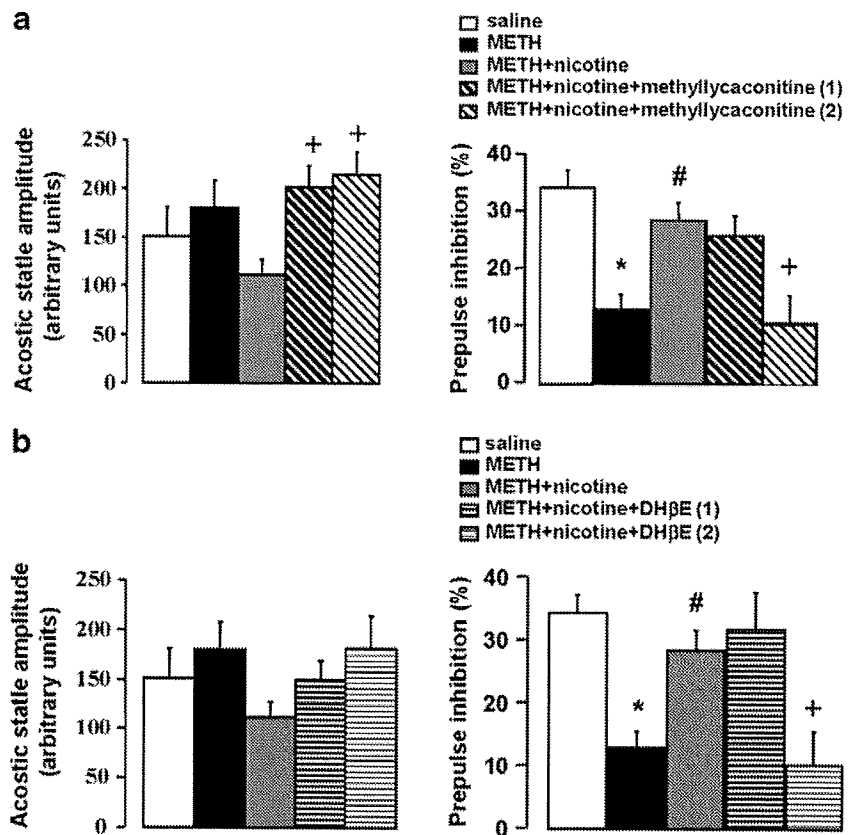 a
saline
METH
METH+nicotine
METH+nicotine+methyllycaconitine (1)
METH+nicotine+methyllycaconitine (2)
Acostic statle amplitude
(arbitrary units)
250
200
150
100
50
0
+
+
Prepulse inhibition (%)
40
30
20
10
0
*
#
+
b
saline
METH
METH+nicotine
METH+nicotine+DHβE (1)
METH+nicotine+DHβE (2)
Acostic statle amplitude
(arbitrary units)
250
200
150
100
50
0
Prepulse inhibition (%)
40
30
20
10
0
*
#
+